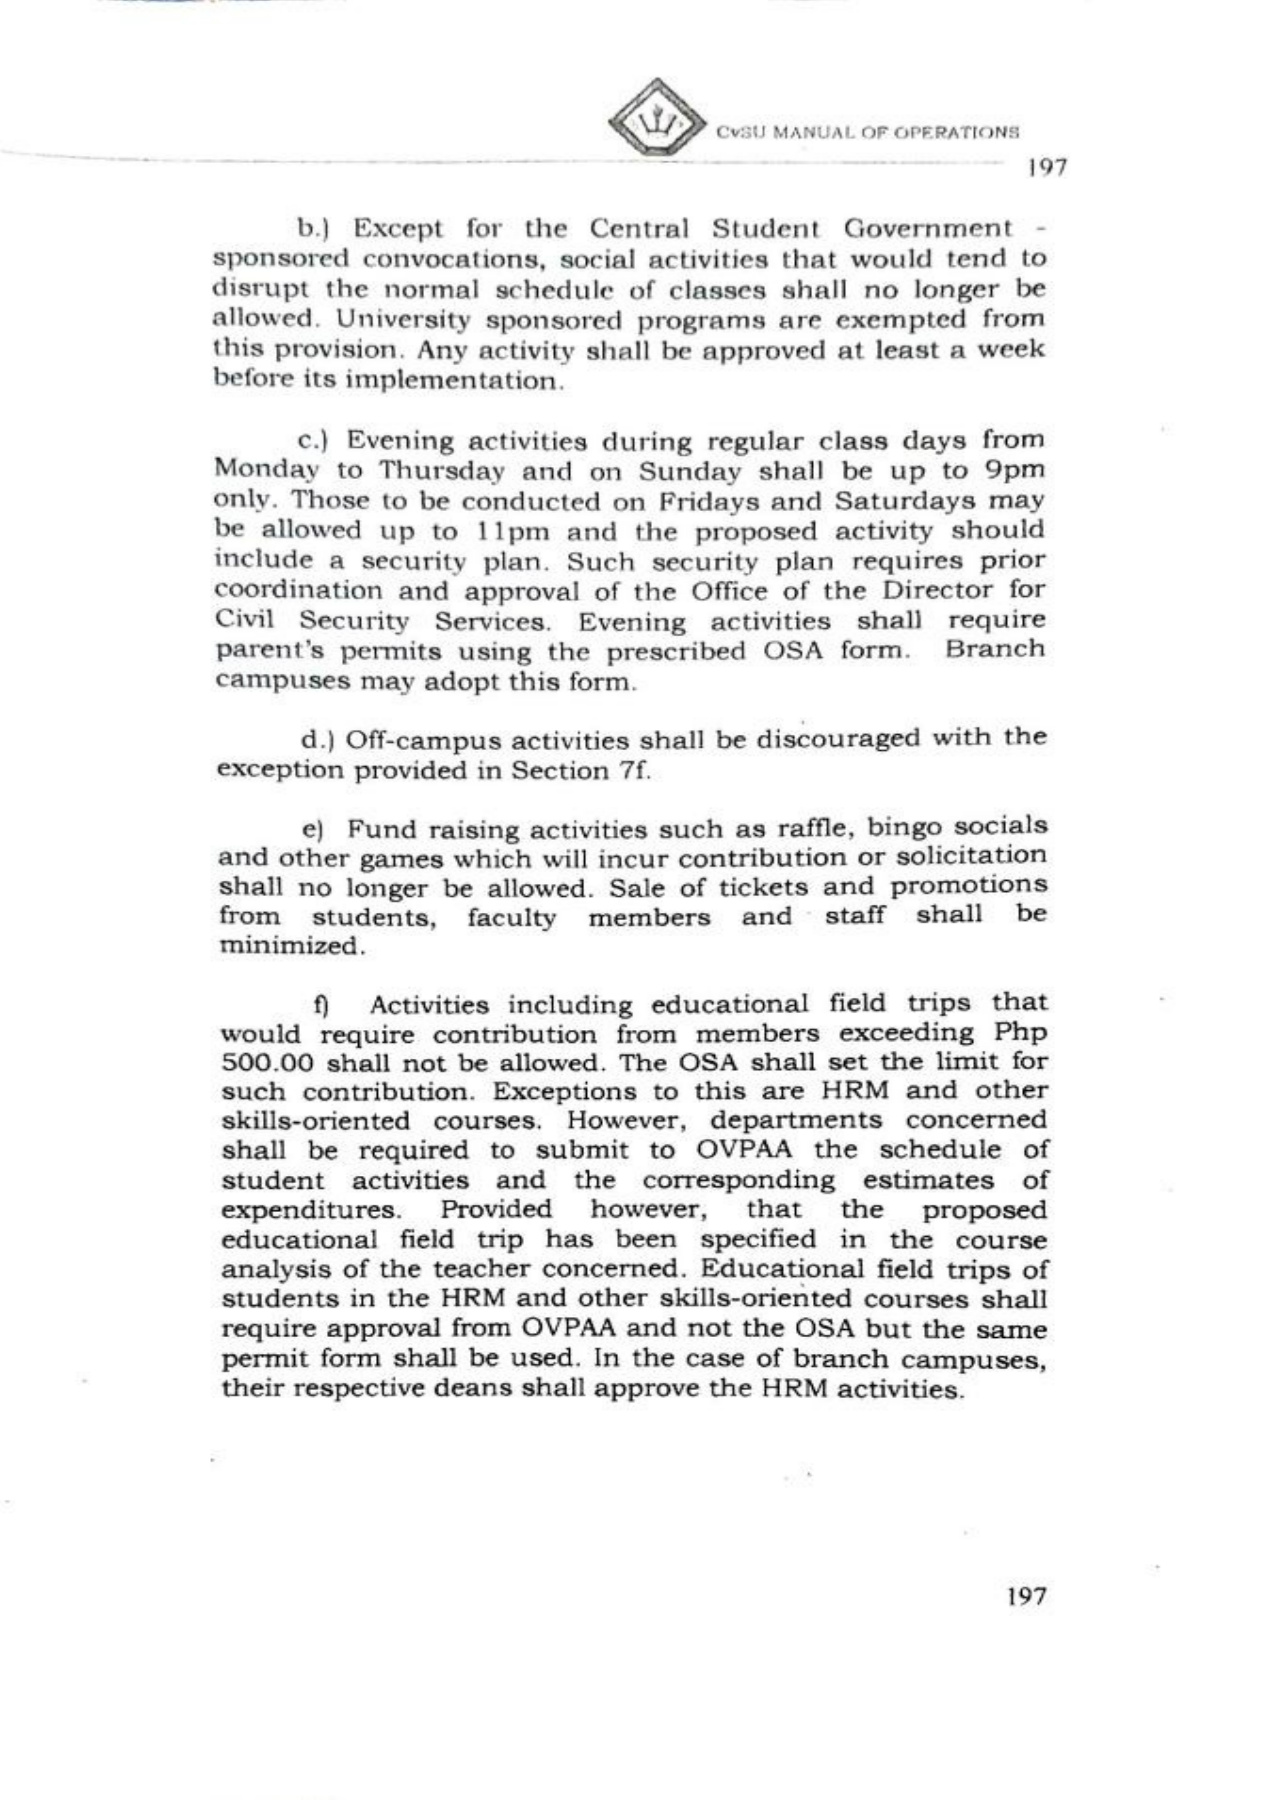 CvSU MANUAL OF OPERATIONS
197
b.) Except for the Central Student Government -
sponsored convocations, social activities that would tend to
disrupt the normal schedule of classes shall no longer be
allowed. University sponsored programs are exempted from
this provision. Any activity shall be approved at least a week
before its implementation.
c.) Evening activities during regular class days from
Monday to Thursday and on Sunday shall be up to 9pm
only. Those to be conducted on Fridays and Saturdays may
be allowed up to 11pm and the proposed activity should
include a security plan. Such security plan requires prior
coordination and approval of the Office of the Director for
Civil Security Services. Evening activities shall require
parent's permits using the prescribed OSA form. Branch
campuses may adopt this form.
d.) Off-campus activities shall be discouraged with the
exception provided in Section 7f.
e) Fund raising activities such as raffle, bingo socials
and other games which will incur contribution or solicitation
shall no longer be allowed. Sale of tickets and promotions
from students, faculty members and staff shall be
minimized.
f) Activities including educational field trips that
would require contribution from members exceeding Php
500.00 shall not be allowed. The OSA shall set the limit for
such contribution. Exceptions to this are HRM and other
skills-oriented courses. However, departments concerned
shall be required to submit to OVPAA the schedule of
student activities and the corresponding estimates of
expenditures. Provided however, that the proposed
educational field trip has been specified in the course
analysis of the teacher concerned. Educational field trips of
students in the HRM and other skills-oriented courses shall
require approval from OVPAA and not the OSA but the same
permit form shall be used. In the case of branch campuses,
their respective deans shall approve the HRM activities.
197